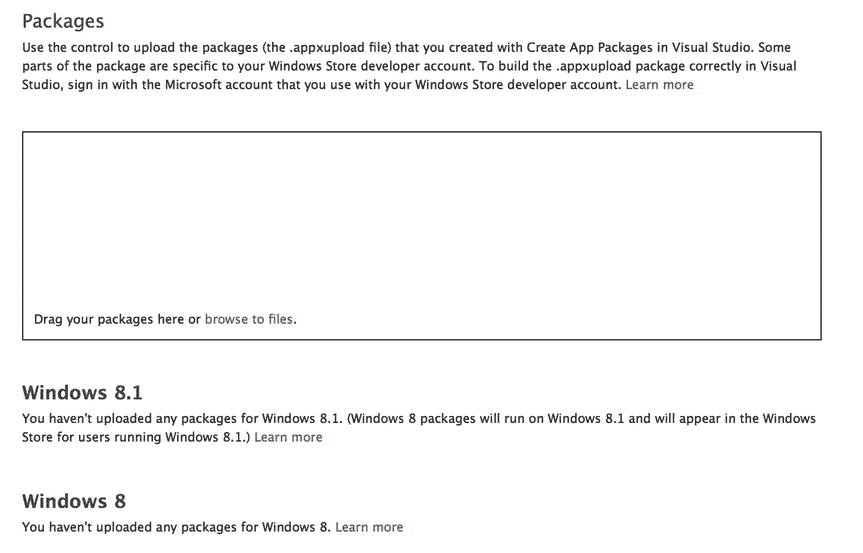 Packages
Use the control to upload the packages (the .appxupload file) that you created with Create App Packages in Visual Studio. Some
parts of the package are specific to your Windows Store developer account. To build the .appxupload package correctly in Visual
Studio, sign in with the Microsoft account that you use with your Windows Store developer account. Learn more
Drag your packages here or browse to files.
Windows 8.1
You haven't uploaded any packages for Windows 8.1. (Windows 8 packages will run on Windows 8.1 and will appear in the Windows
Store for users running Windows 8.1.) Learn more
Windows 8
You haven't uploaded any packages for Windows 8. Learn more